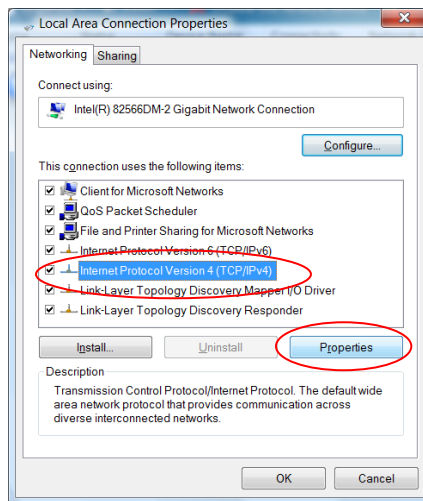 Local Area Connection Properties
Networking Sharing
Connect using:
Intel(R) 82566DM-2 Gigabit Network Connection
Configure...
This connection uses the following items:
Client for Microsoft Networks
QoS Packet Scheduler
File and Printer Sharing for Microsoft Networks
Internet Protocol Version 6 (TCP/IPv6)
Internet Protocol Version 4 (TCP/IPv4)
Link-Layer Topology Discovery Mapper I/O Driver
Link-Layer Topology Discovery Responder
Install... Uninstall Properties
Description
Transmission Control Protocol/Internet Protocol. The default wide
area network protocol that provides communication across
diverse interconnected networks.
OK Cancel